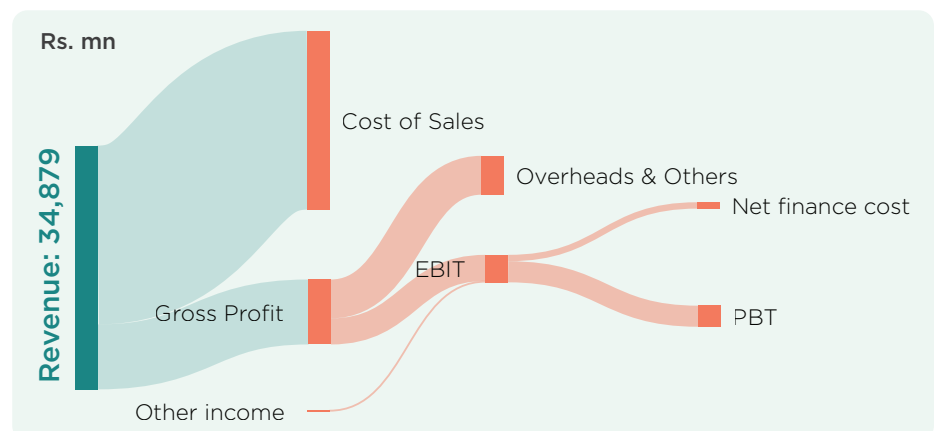 Rs. mn
Revenue: 34,879
Cost of Sales
Overheads & Others
Net finance cost
EBIT
Gross Profit
PBT
Other income